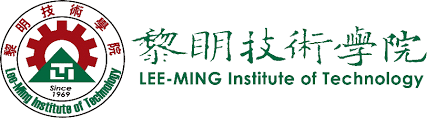 黎明技術學院
Since
1969
Lee-Ming Institute of Technology
黎明技術學院
LEE-MING Institute of Technology